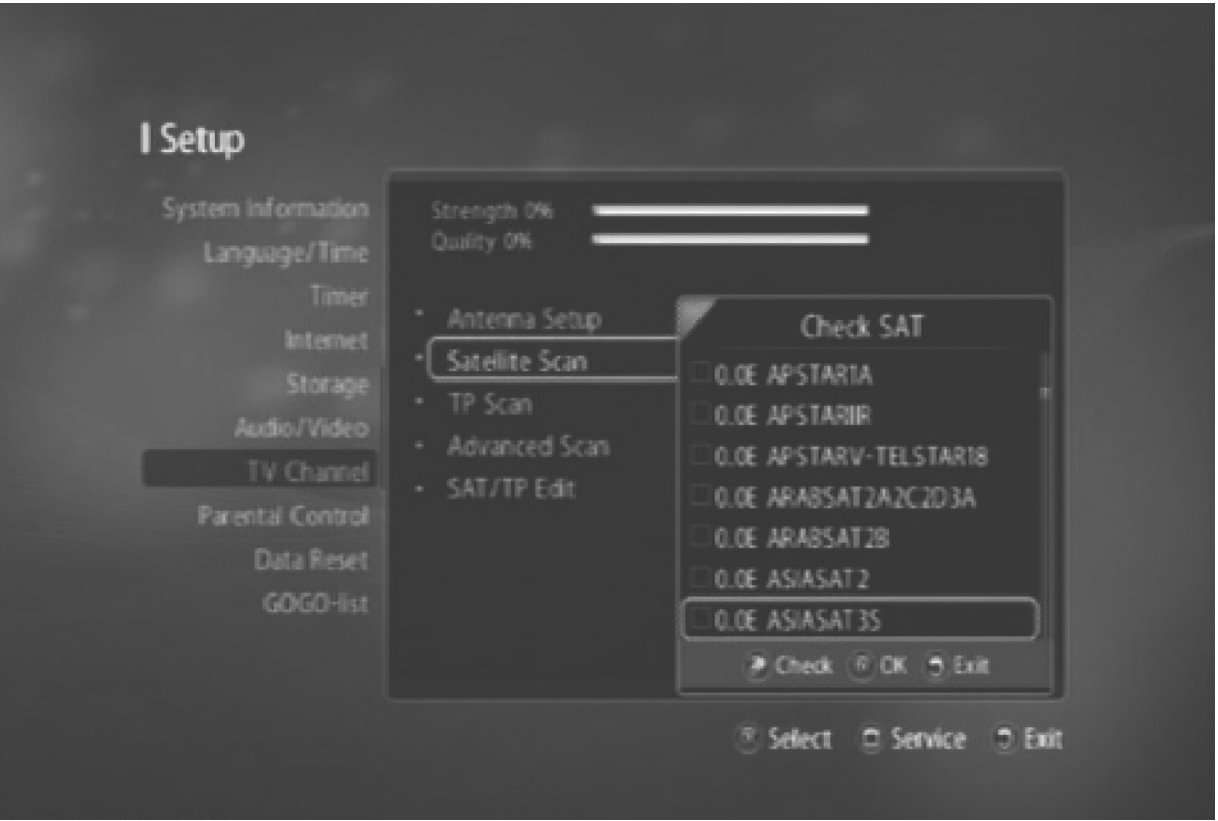 Setup
System Information
Language/Time
Timer
Internet
Storage
Audio/Video
TV Channel
Parental Control
Data Reset
GOGO-list
Strength 0%
Quality 0%
Antenna Setup
Satellite Scan
TP Scan
Advanced Scan
SAT/TP Edit
Check SAT
0.0E APSTAR1A
0.0E APSTARIIR
0.0E APSTARV-TELSTAR18
0.0E ARABSAT2A2C2D3A
0.0E ARABSAT2B
0.0E ASIASAT2
0.0E ASIASAT3S
Check OK Exit
Select Service Exit